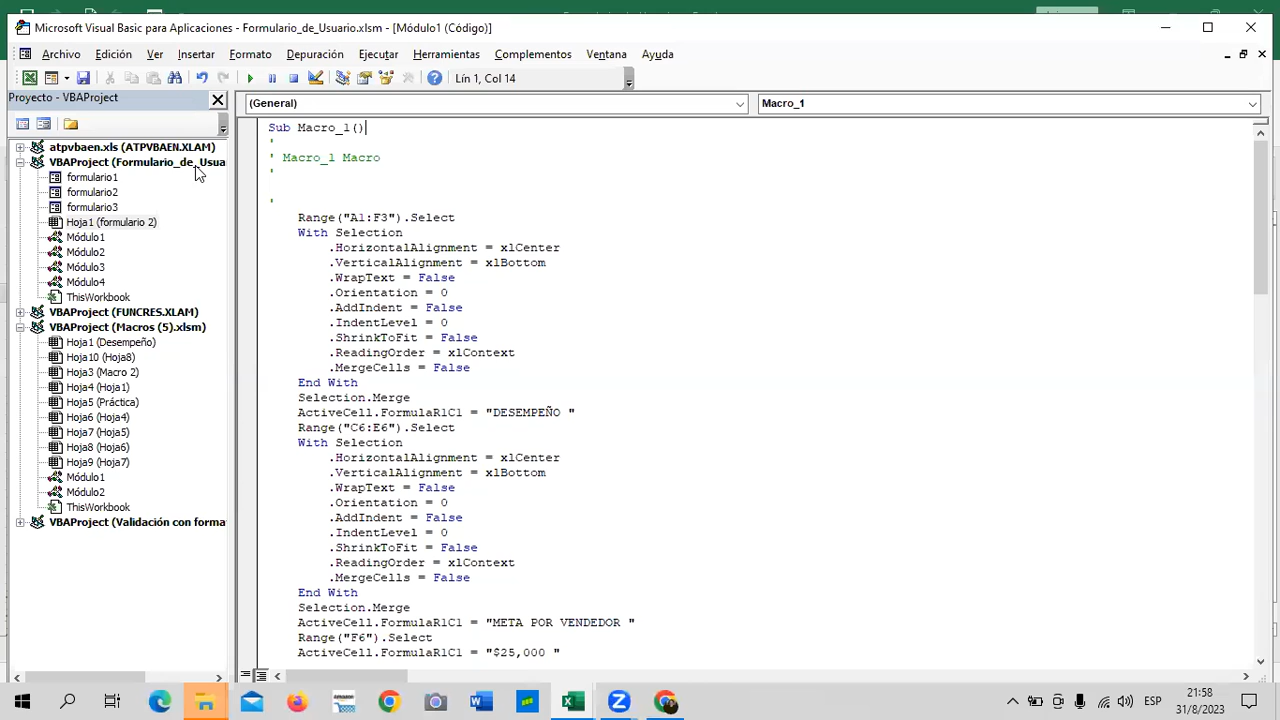 Microsoft Visual Basic para Aplicaciones - Formulario_de_Usuario.xlsm - [Módulo1 (Código)]
Archivo Edición Ver Insertar Formato Depuración Ejecutar Herramientas Complementos Ventana Ayuda
Lín 1, Col 14
Proyecto - VBAProject
(General)
Macro_1
atpvbaen.xls (ATPVBAEN.XLAM)
VBAProject (Formulario_de_Usua
formulario1
formulario2
formulario3
Hoja1 (formulario 2)
Módulo1
Módulo2
Módulo3
Módulo4
ThisWorkbook
FUNCRES.XLAM)
VBAProject (Macros (5).xlsm)
Hoja1 (Desempeño)
Hoja10 (Hoja8)
Hoja3 (Macro 2)
Hoja4 (Hoja1)
Hoja5 (Práctica)
Hoja6 (Hoja4)
Hoja7 (Hoja5)
Hoja8 (Hoja6)
Hoja9 (Hoja7)
Módulo1
Módulo2
ThisWorkbook
VBAProject (Validación con forma
Sub Macro_1()
'
' Macro_1 Macro
'
'
Range("A1:F3").Select
With Selection
.HorizontalAlignment = xlCenter
.VerticalAlignment = xlBottom
.WrapText = False
.Orientation = 0
.AddIndent = False
.IndentLevel = 0
.ShrinkToFit = False
.ReadingOrder = xlContext
.MergeCells = False
End With
Selection.Merge
ActiveCell.FormulaR1C1 = "DESEMPEÑO "
Range("C6:E6").Select
With Selection
.HorizontalAlignment = xlCenter
.VerticalAlignment = xlBottom
.WrapText = False
.Orientation = 0
.AddIndent = False
.IndentLevel = 0
.ShrinkToFit = False
.ReadingOrder = xlContext
.MergeCells = False
End With
Selection.Merge
ActiveCell.FormulaR1C1 = "META POR VENDEDOR "
Range("F6").Select
ActiveCell.FormulaR1C1 = "$25,000 "
ESP
21:58
31/8/2023